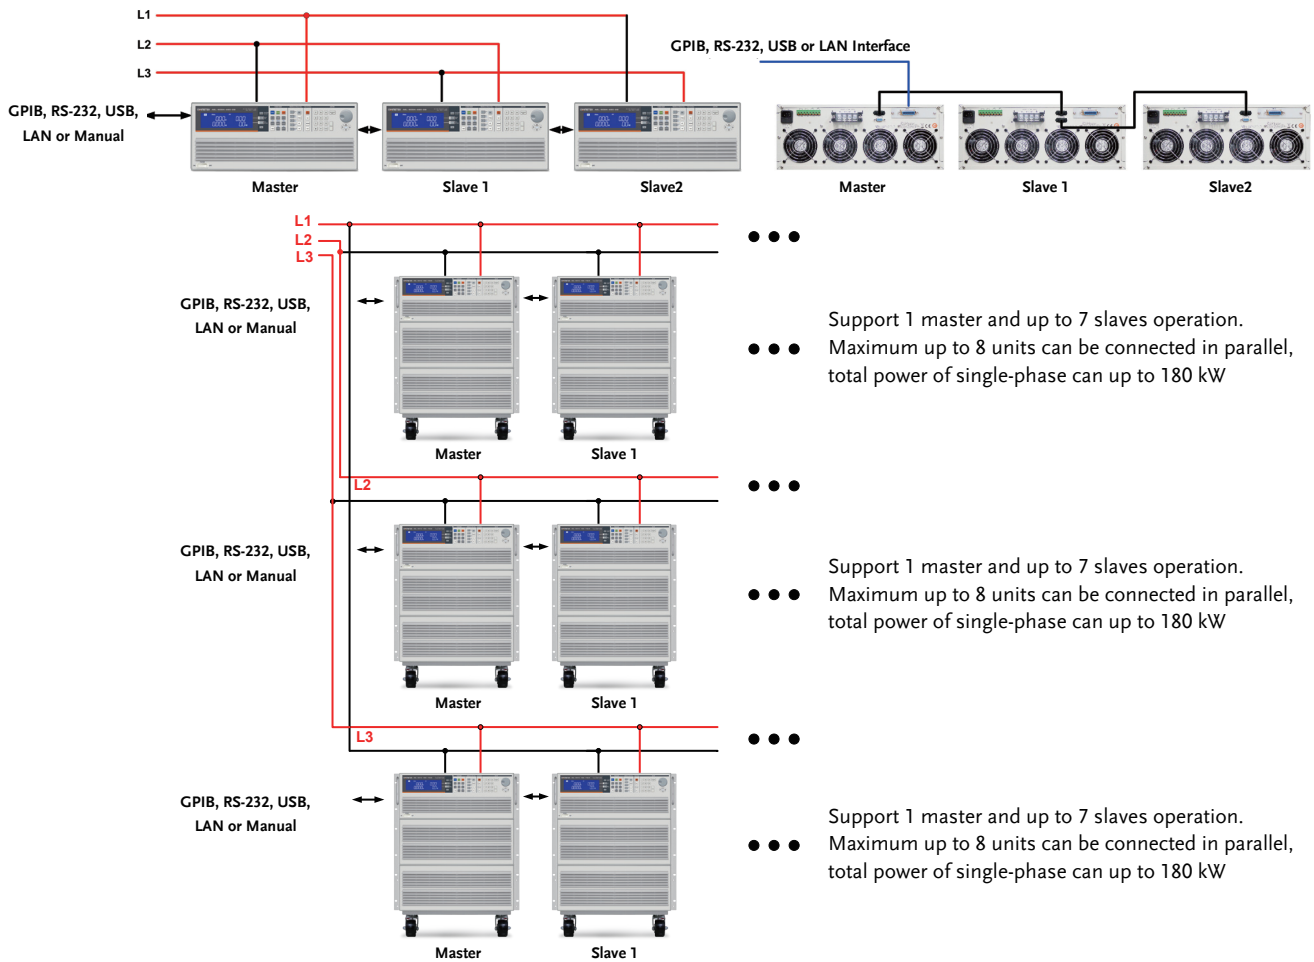 L1
L2
L3
GPIB, RS-232, USB,
LAN or Manual
Master
Slave 1
Slave2
GPIB, RS-232, USB or LAN Interface
Master
Slave 1
Slave2
L1
L2
L3
GPIB, RS-232, USB,
LAN or Manual
Master
Slave 1
Support 1 master and up to 7 slaves operation.
Maximum up to 8 units can be connected in parallel,
total power of single-phase can up to 180 kW
L2
GPIB, RS-232, USB,
LAN or Manual
Master
Slave 1
Support 1 master and up to 7 slaves operation.
Maximum up to 8 units can be connected in parallel,
total power of single-phase can up to 180 kW
L3
GPIB, RS-232, USB,
LAN or Manual
Master
Slave 1
Support 1 master and up to 7 slaves operation.
Maximum up to 8 units can be connected in parallel,
total power of single-phase can up to 180 kW